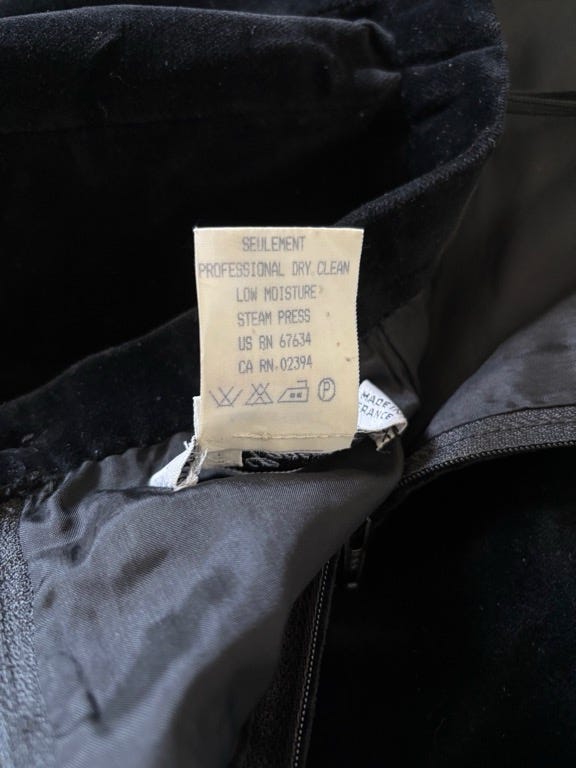 SEULEMENT
PROFESSIONAL DRY CLEAN
LOW MOISTURE
STEAM PRESS
US RN 67634
CA RN.02394
P
MADE IN
FRANCE